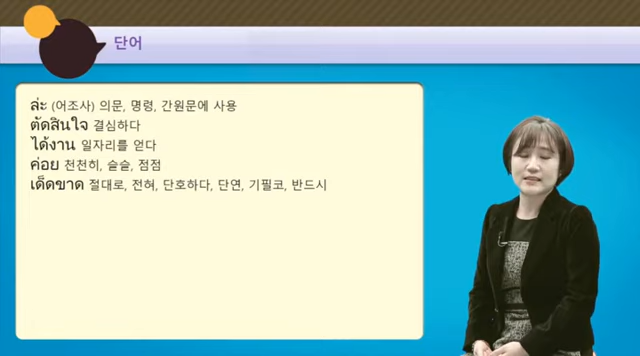 단어
ล่ะ (어조사) 의문, 명령, 간원문에 사용
ตัดสินใจ 결심하다
ได้งาน 일자리를 얻다
ค่อย 천천히, 슬슬, 점점
เด็ดขาด 절대로, 전혀, 단호하다, 단연, 기필코, 반드시